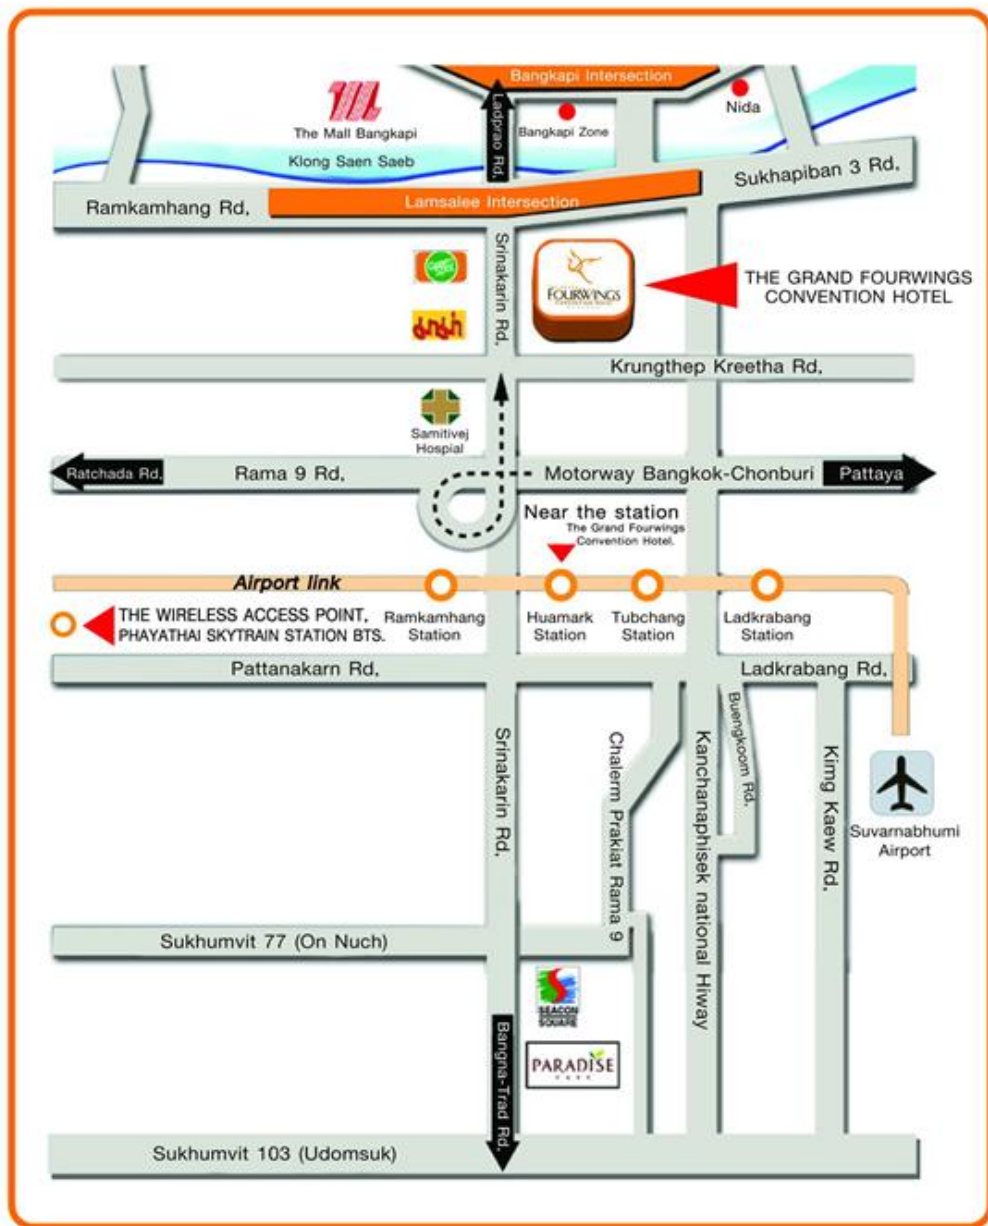 Bangkapi Intersection
Ladprao Rd.
Nida
The Mall Bangkapi
Bangkapi Zone
Klong Saen Saeb
Sukhapiban 3 Rd.
Ramkamhang Rd.
Lamsalee Intersection
Srinakarin Rd.
FOURWINGS
THE GRAND FOURWINGS
CONVENTION HOTEL
Krungthep Kreetha Rd.
Samitivej
Hospial
Ratchada Rd.
Rama 9 Rd.
Motorway Bangkok-Chonburi
Pattaya
Near the station
The Grand Fourwings
Convention Hotel.
Airport link
THE WIRELESS ACCESS POINT.
PHAYATHAI SKYTRAIN STATION BTS.
Ramkamhang
Station
Huamark
Station
Tubchang
Station
Ladkrabang
Station
Pattanakarn Rd.
Ladkrabang Rd.
Srinakarin Rd.
Chalerm Prakiat Rama 9
Kanchanaphisek national Hiway
Buengkoom Rd.
Kimg Kaew Rd.
Suvarnabhumi
Airport
Sukhumvit 77 (On Nuch)
SEACON
SQUARE
PARADISE
PARK
Bangna-Trad Rd.
Sukhumvit 103 (Udomsuk)